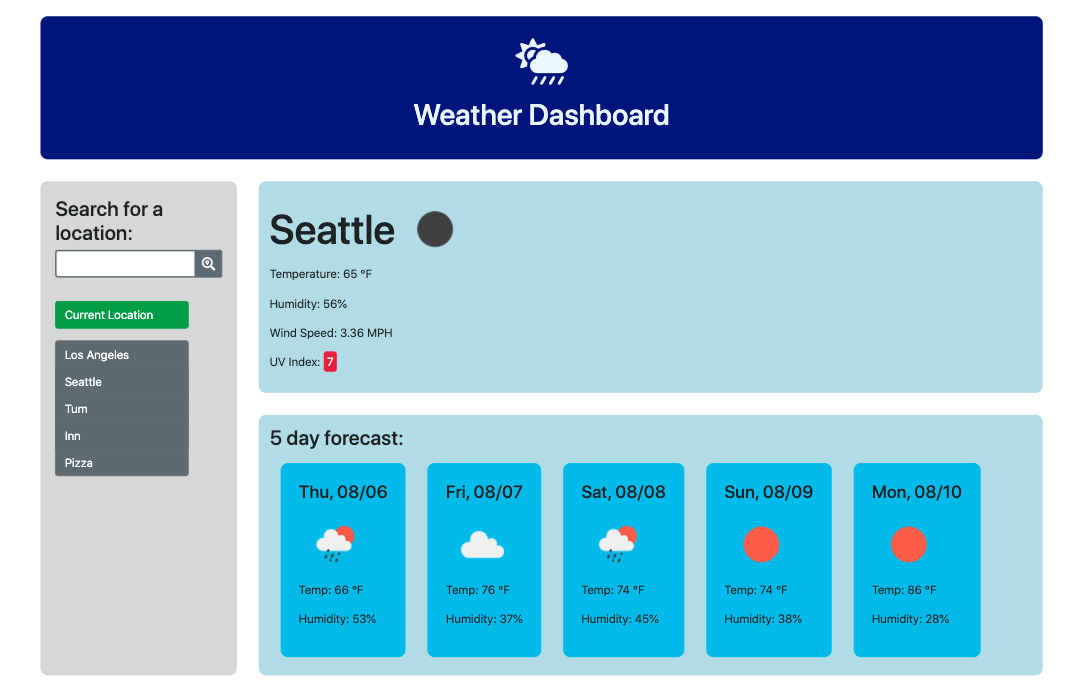 Weather Dashboard
Search for a
location:
Current Location
Los Angeles
Seattle
Tum
Inn
Pizza
Seattle
Temperature: 65 °F
Humidity: 56%
Wind Speed: 3.36 MPH
UV Index: 7
5 day forecast:
Thu, 08/06
Temp: 66 °F
Humidity: 53%
Fri, 08/07
Temp: 76 °F
Humidity: 37%
Sat, 08/08
Temp: 74 °F
Humidity: 45%
Sun, 08/09
Temp: 74 °F
Humidity: 38%
Mon, 08/10
Temp: 86 °F
Humidity: 28%